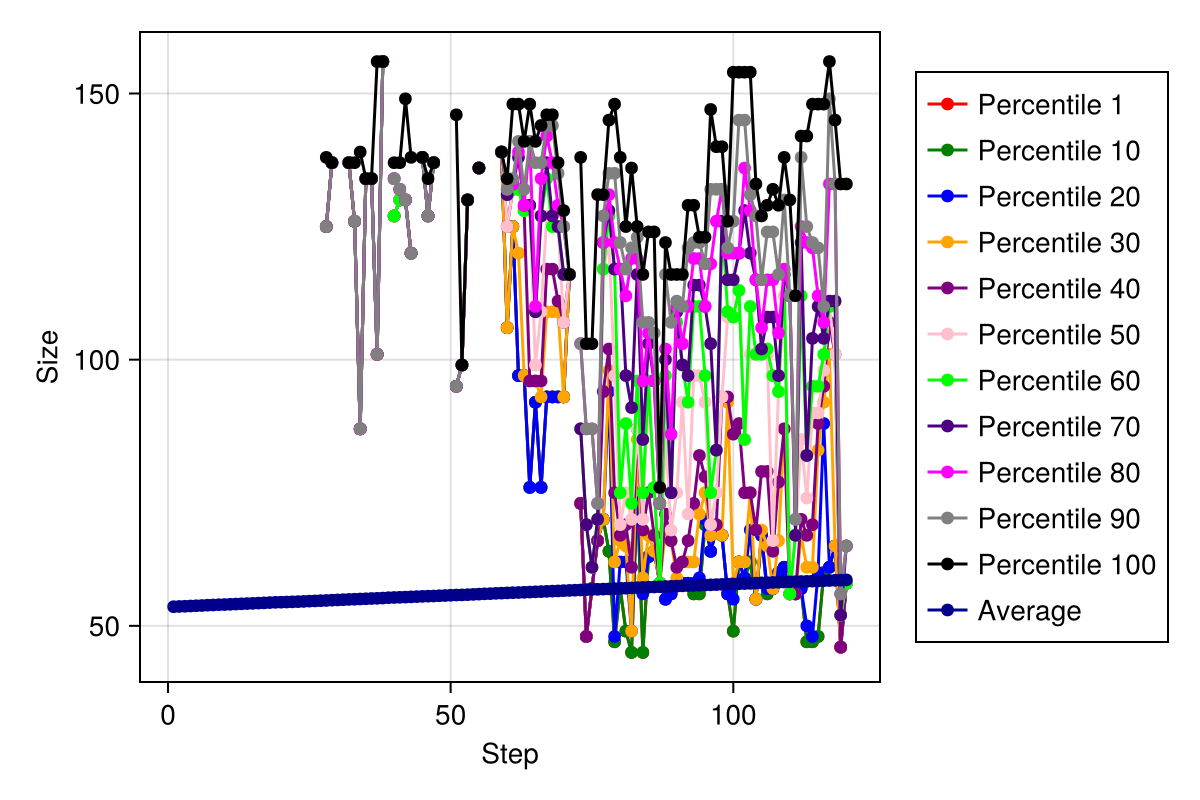 150
100
50
Size
0
50
100
Step
Percentile 1
Percentile 10
Percentile 20
Percentile 30
Percentile 40
Percentile 50
Percentile 60
Percentile 70
Percentile 80
Percentile 90
Percentile 100
Average